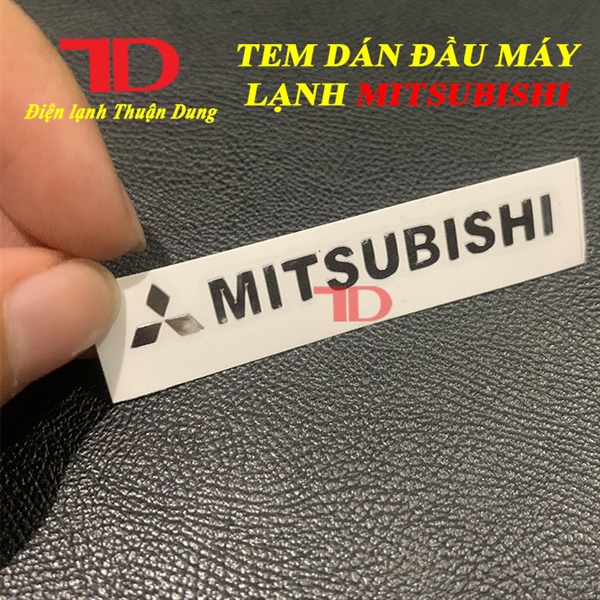 TD
Điện lạnh Thuận Dung
TEM DÁN ĐẦU MÁY
LẠNH MITSUBISHI
MITSUBISHI
TD